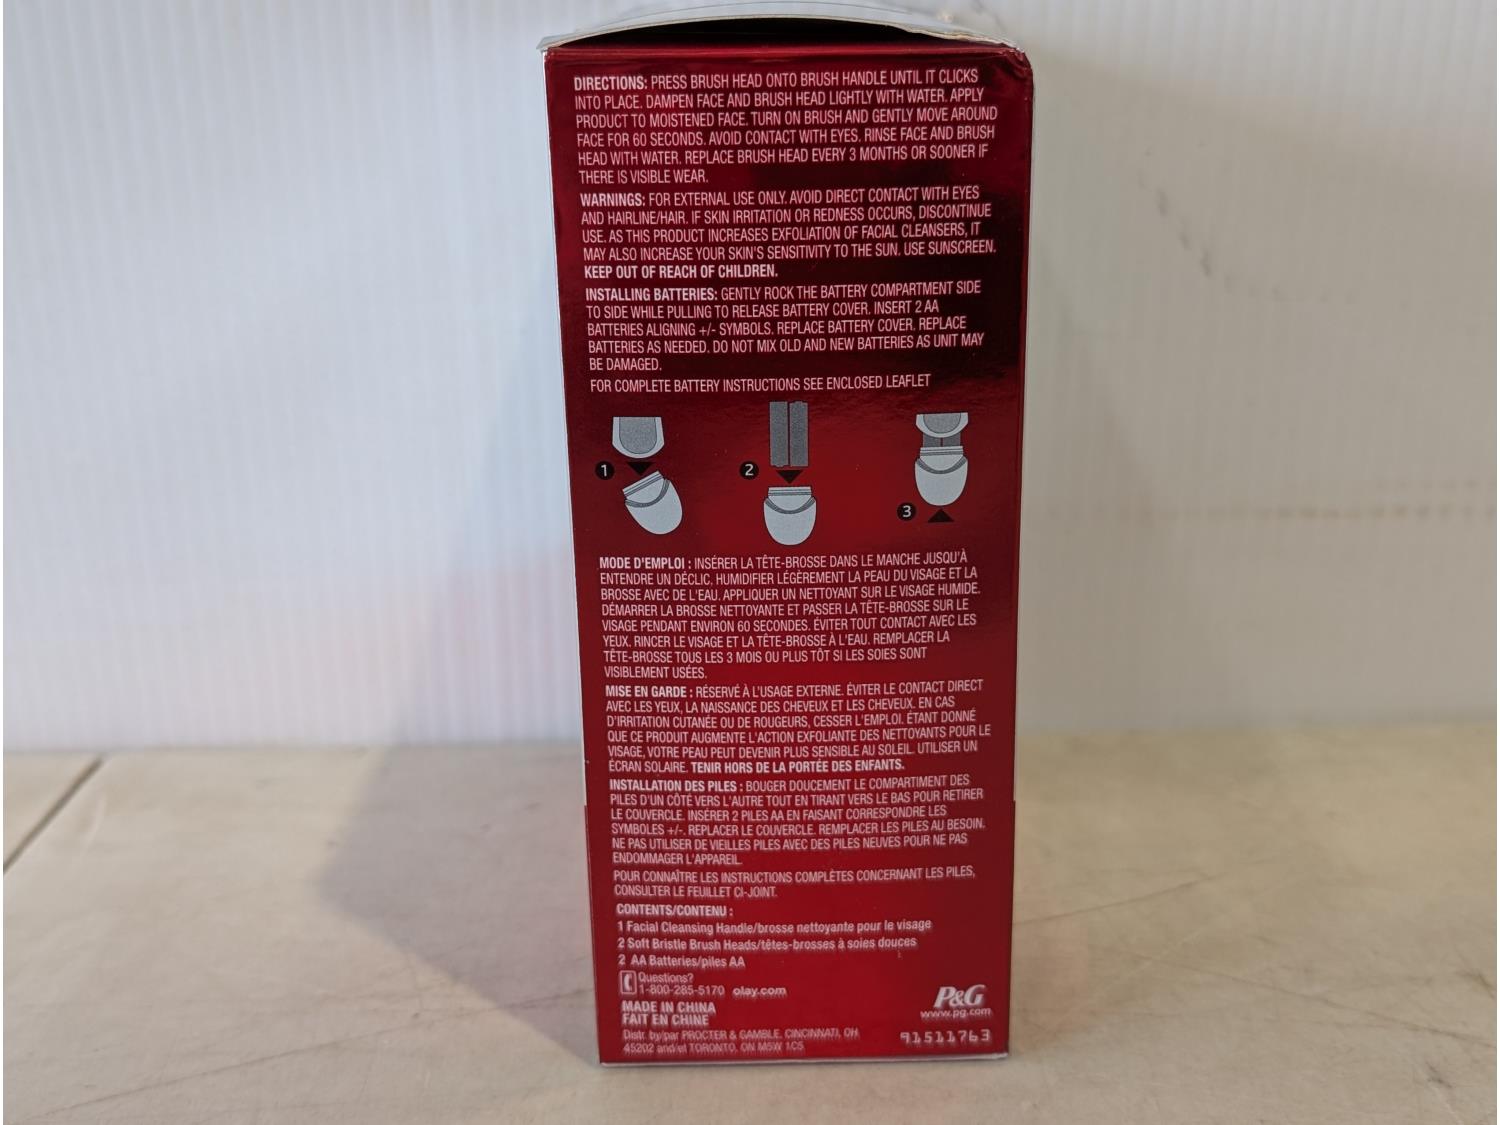 DIRECTIONS: PRESS BRUSH HEAD ONTO BRUSH HANDLE UNTIL IT CLICKS
INTO PLACE. DAMPEN FACE AND BRUSH HEAD LIGHTLY WITH WATER. APPLY
PRODUCT TO MOISTENED FACE. TURN ON BRUSH AND GENTLY MOVE AROUND
FACE FOR 60 SECONDS. AVOID CONTACT WITH EYES. RINSE FACE AND BRUSH
HEAD WITH WATER. REPLACE BRUSH HEAD EVERY 3 MONTHS OR SOONER IF
THERE IS VISIBLE WEAR.
WARNINGS: FOR EXTERNAL USE ONLY. AVOID DIRECT CONTACT WITH EYES
AND HAIRLINE/HAIR. IF SKIN IRRITATION OR REDNESS OCCURS, DISCONTINUE
USE. AS THIS PRODUCT INCREASES EXFOLIATION OF FACIAL CLEANSERS, IT
MAY ALSO INCREASE YOUR SKIN'S SENSITIVITY TO THE SUN. USE SUNSCREEN.
KEEP OUT OF REACH OF CHILDREN.
INSTALLING BATTERIES: GENTLY ROCK THE BATTERY COMPARTMENT SIDE
TO SIDE WHILE PULLING TO RELEASE BATTERY COVER. INSERT 2 AA
BATTERIES ALIGNING +/- SYMBOLS. REPLACE BATTERY COVER. REPLACE
BATTERIES AS NEEDED. DO NOT MIX OLD AND NEW BATTERIES AS UNIT MAY
BE DAMAGED.
FOR COMPLETE BATTERY INSTRUCTIONS SEE ENCLOSED LEAFLET
1 2 3
MODE D'EMPLOI : INSÉRER LA TÊTE-BROSSE DANS LE MANCHE JUSQU'À
ENTENDRE UN DÉCLIC. HUMIDIFIER LÉGÈREMENT LA PEAU DU VISAGE ET LA
BROSSE AVEC DE L'EAU. APPLIQUER UN NETTOYANT SUR LE VISAGE HUMIDE.
DÉMARRER LA BROSSE NETTOYANTE ET PASSER LA TÊTE-BROSSE SUR LE
VISAGE PENDANT ENVIRON 60 SECONDES. ÉVITER TOUT CONTACT AVEC LES
YEUX. RINCER LE VISAGE ET LA TÊTE-BROSSE À L'EAU. REMPLACER LA
TÊTE-BROSSE TOUS LES 3 MOIS OU PLUS TÔT SI LES SOIES SONT
VISIBLEMENT USÉES.
MISE EN GARDE : RÉSERVÉ À L'USAGE EXTERNE. ÉVITER LE CONTACT DIRECT
AVEC LES YEUX, LA NAISSANCE DES CHEVEUX ET LES CHEVEUX. EN CAS
D'IRRITATION CUTANÉE OU DE ROUGEURS, CESSER L'EMPLOI. ÉTANT DONNÉ
QUE CE PRODUIT AUGMENTE L'ACTION EXFOLIANTE DES NETTOYANTS POUR LE
VISAGE, VOTRE PEAU PEUT DEVENIR PLUS SENSIBLE AU SOLEIL. UTILISER UN
ÉCRAN SOLAIRE. TENIR HORS DE LA PORTÉE DES ENFANTS.
INSTALLATION DES PILES : BOUGER DOUCEMENT LE COMPARTIMENT DES
PILES D'UN CÔTÉ VERS L'AUTRE TOUT EN TIRANT VERS LE BAS POUR RETIRER
LE COUVERCLE. INSÉRER 2 PILES AA EN FAISANT CORRESPONDRE LES
SYMBOLES +/-. REPLACER LE COUVERCLE. REMPLACER LES PILES AU BESOIN.
NE PAS UTILISER DE VIEILLES PILES AVEC DES PILES NEUVES POUR NE PAS
ENDOMMAGER L'APPAREIL.
POUR CONNAÎTRE LES INSTRUCTIONS COMPLÈTES CONCERNANT LES PILES,
CONSULTER LE FEUILLET CI-JOINT.
CONTENTS/CONTENU :
1 Facial Cleansing Handle/brosse nettoyante pour le visage
2 Soft Bristle Brush Heads/têtes-brosses à soies douces
2 AA Batteries/piles AA
Questions?
1-800-285-5170 olay.com
MADE IN CHINA
FAIT EN CHINE
Distr. by/par PROCTER & GAMBLE, CINCINNATI, OH
45202 and/et TORONTO, ON M5W 1C5
P&G
www.pg.com
91511763